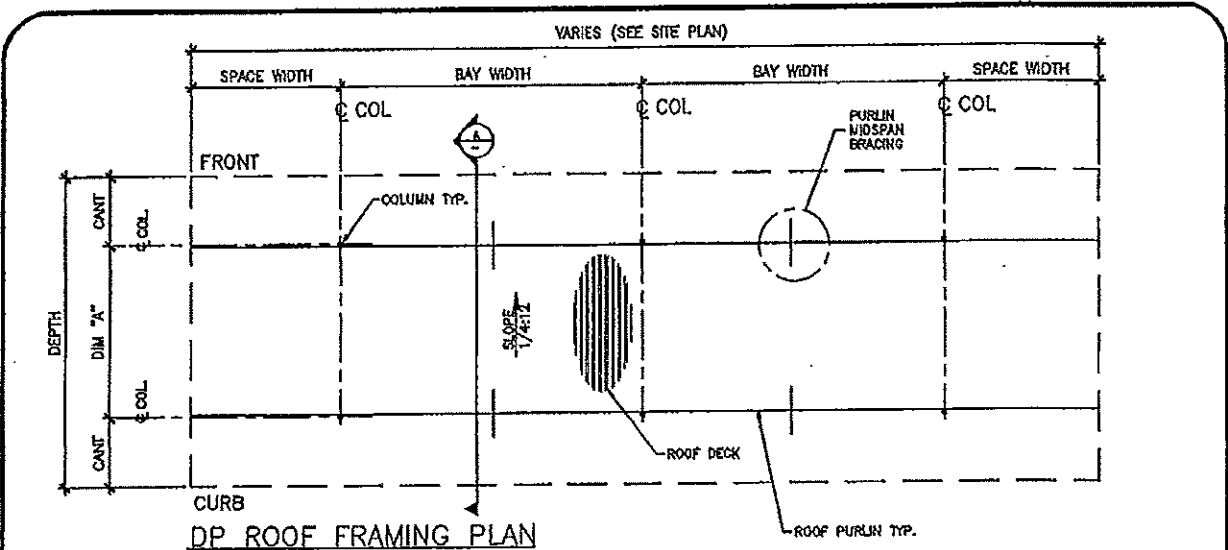 VARIES (SEE SITE PLAN)
SPACE WIDTH
BAY WIDTH
BAY WIDTH
SPACE WIDTH
℄ COL
℄ COL
℄ COL
PURLIN
MIDSPAN
BRACING
A
FRONT
COLUMN TYP.
CANT
℄ COL.
DEPTH
DIM "A"
SLOPE
1/4:12
℄ COL.
CANT
ROOF DECK
CURB
ROOF PURLIN TYP.
DP ROOF FRAMING PLAN